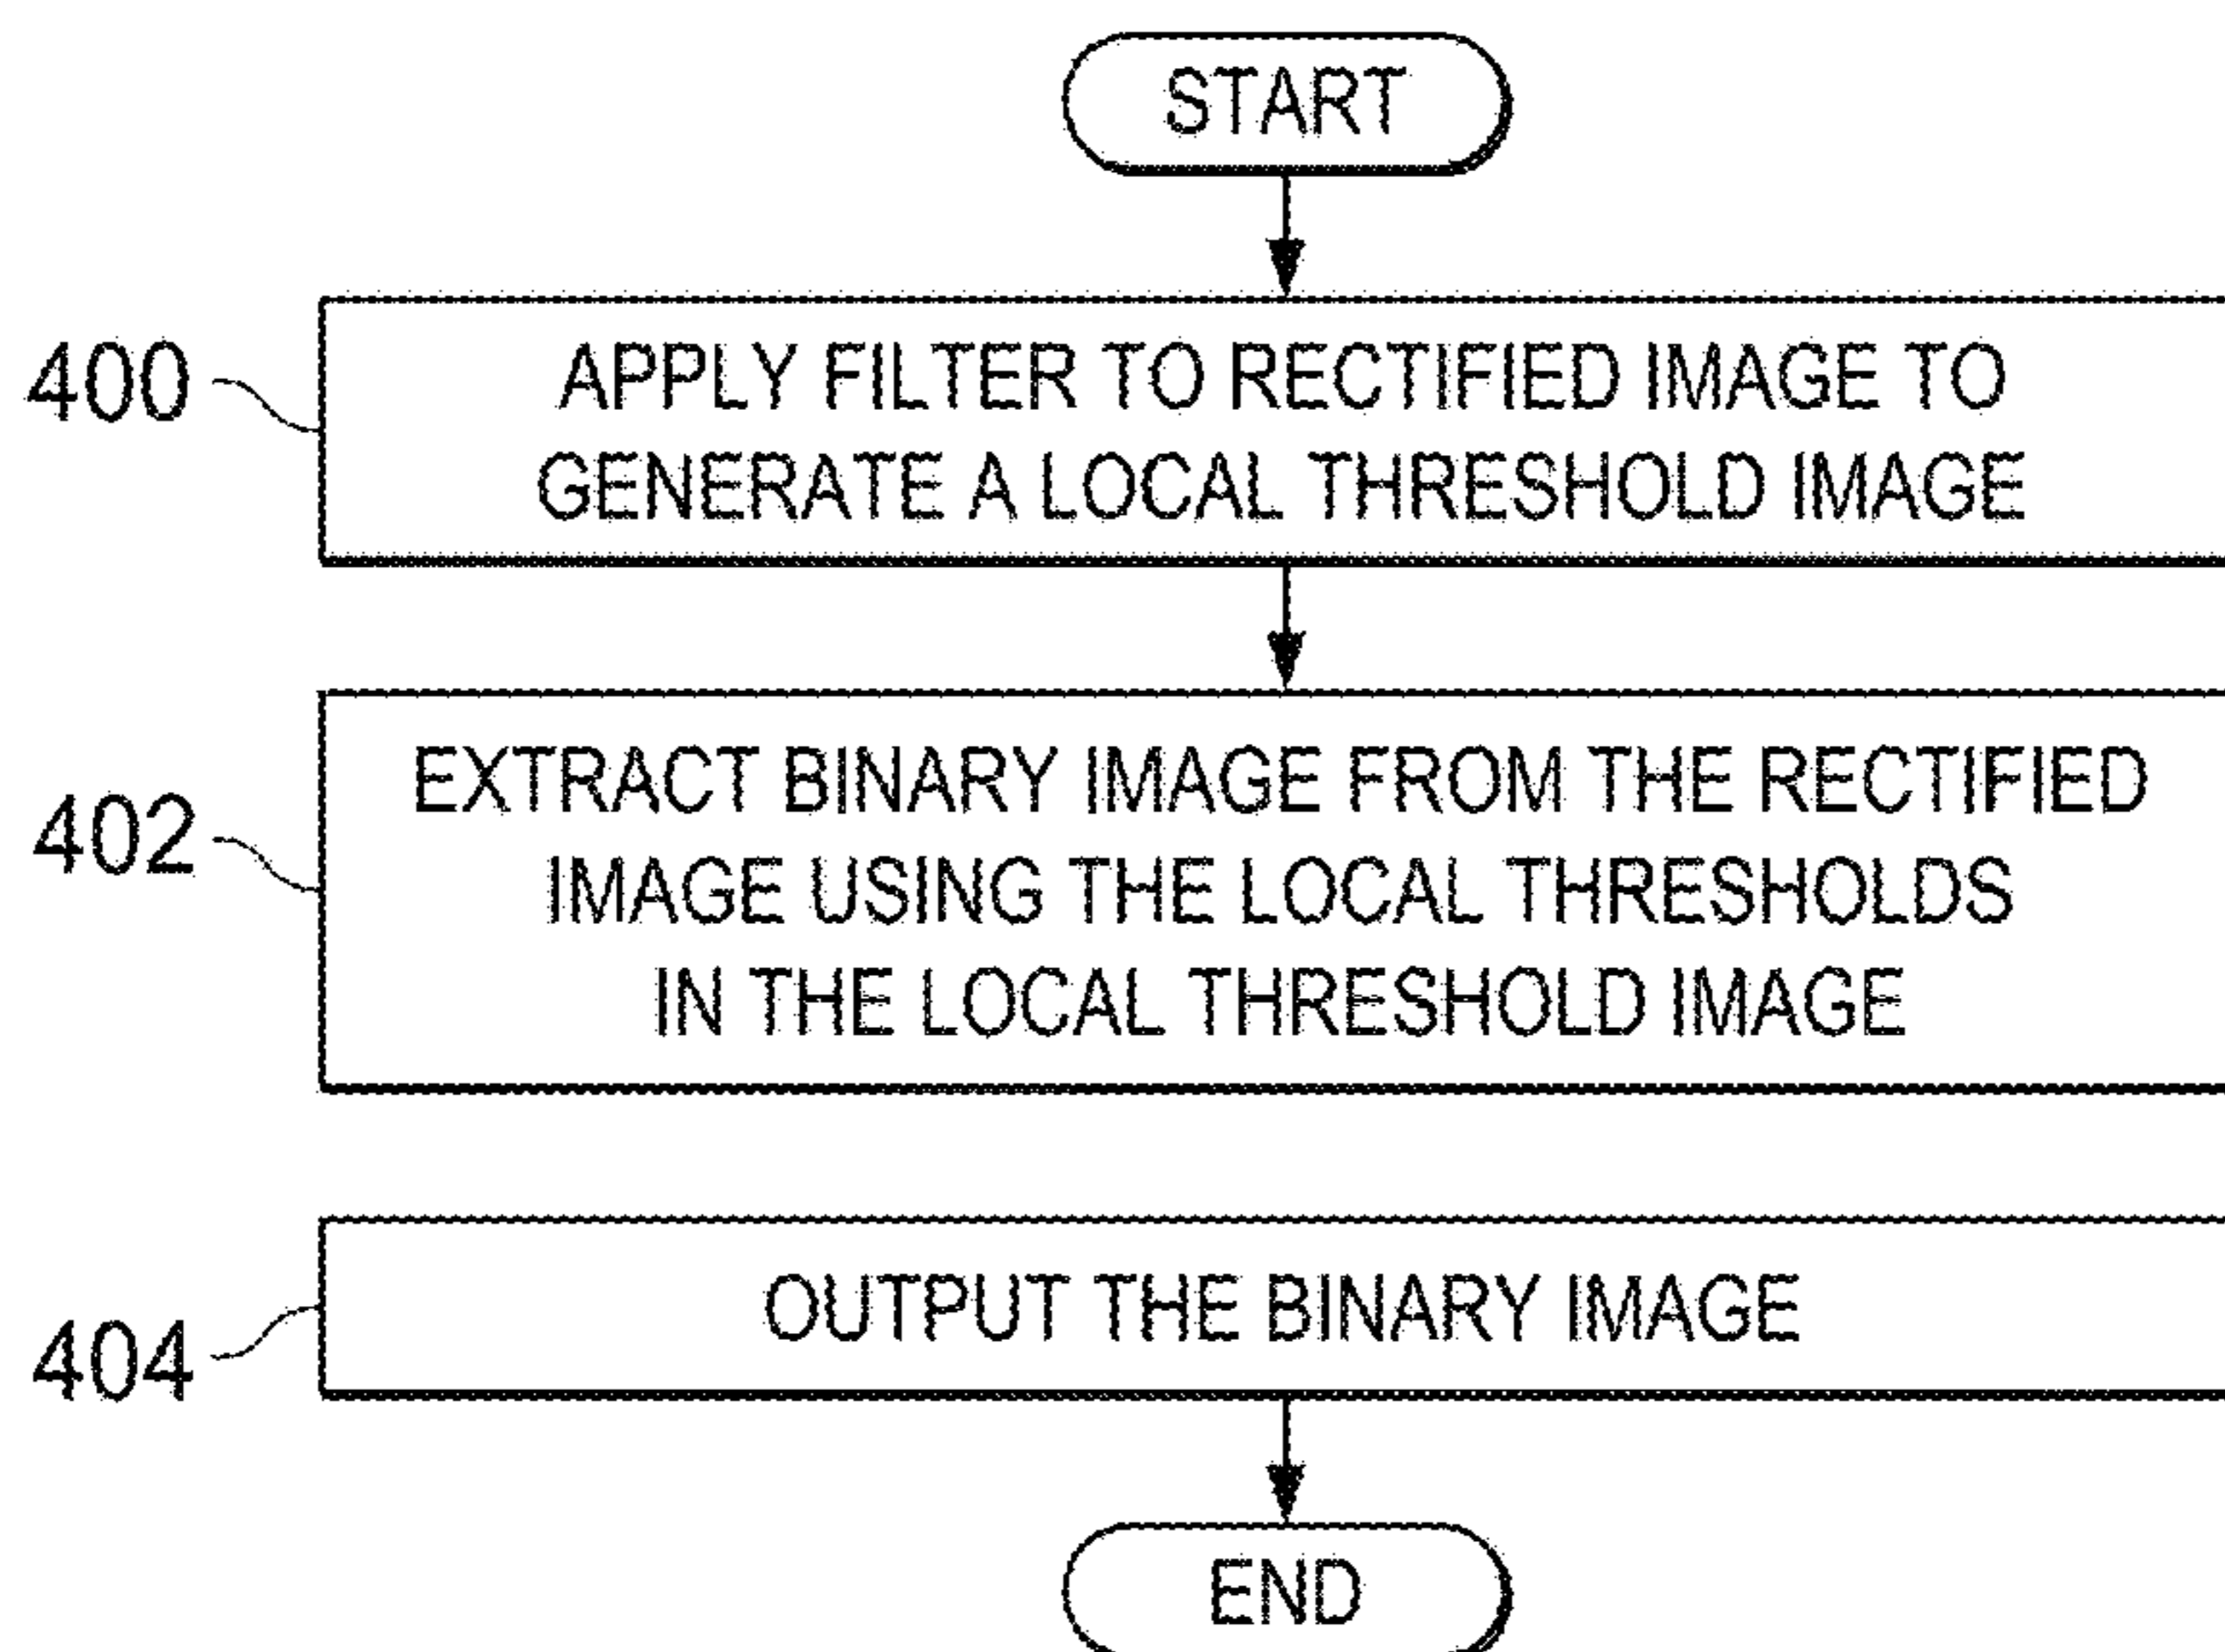 START
400
APPLY FILTER TO RECTIFIED IMAGE TO
GENERATE A LOCAL THRESHOLD IMAGE
402
EXTRACT BINARY IMAGE FROM THE RECTIFIED
IMAGE USING THE LOCAL THRESHOLDS
IN THE LOCAL THRESHOLD IMAGE
404
OUTPUT THE BINARY IMAGE
END